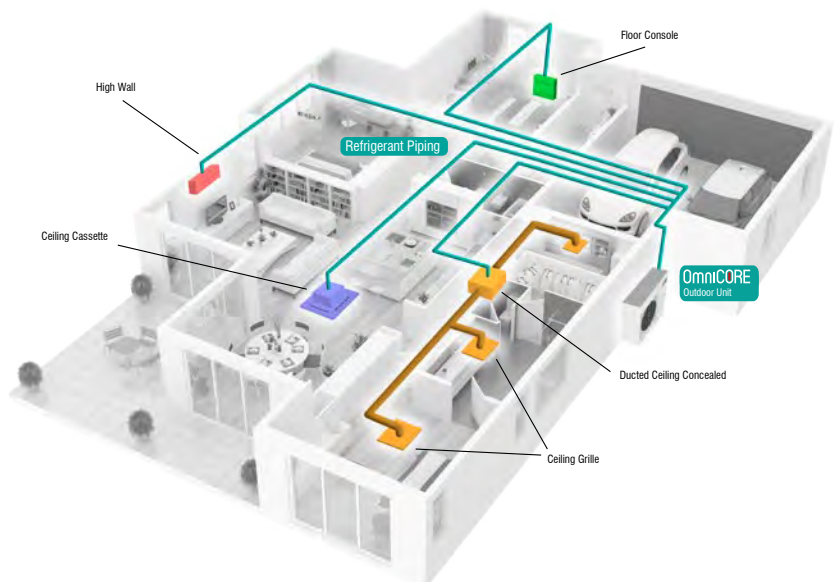 Floor Console
High Wall
Refrigerant Piping
Ceiling Cassette
OMNICORE
Outdoor Unit
Ducted Ceiling Concealed
Ceiling Grille